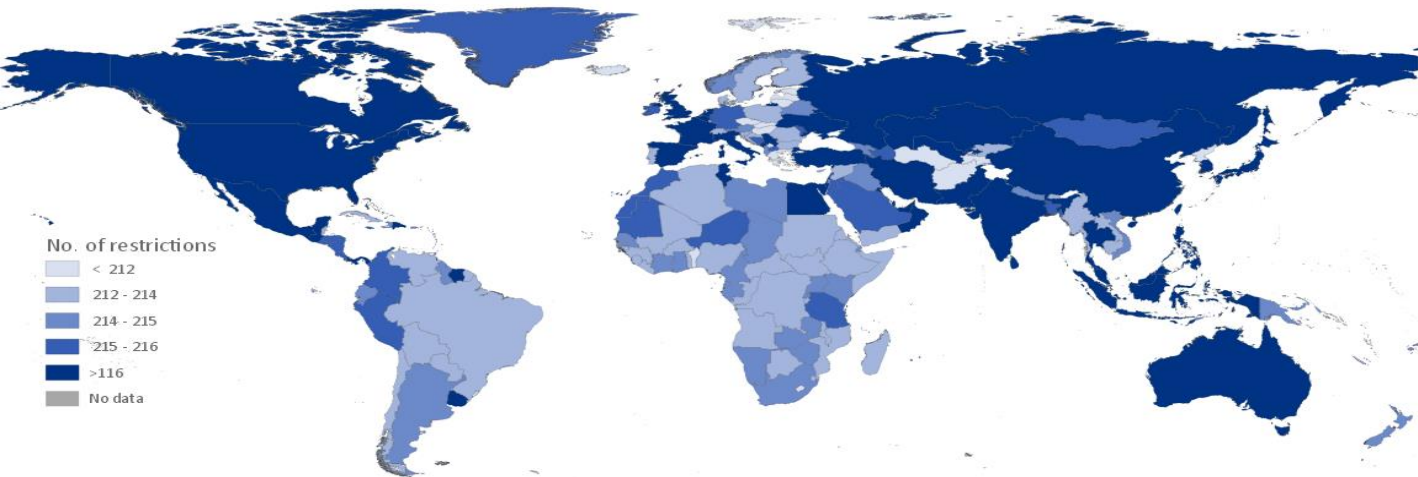 No. of restrictions
< 212
212 - 214
214 - 215
215 - 216
>116
No data